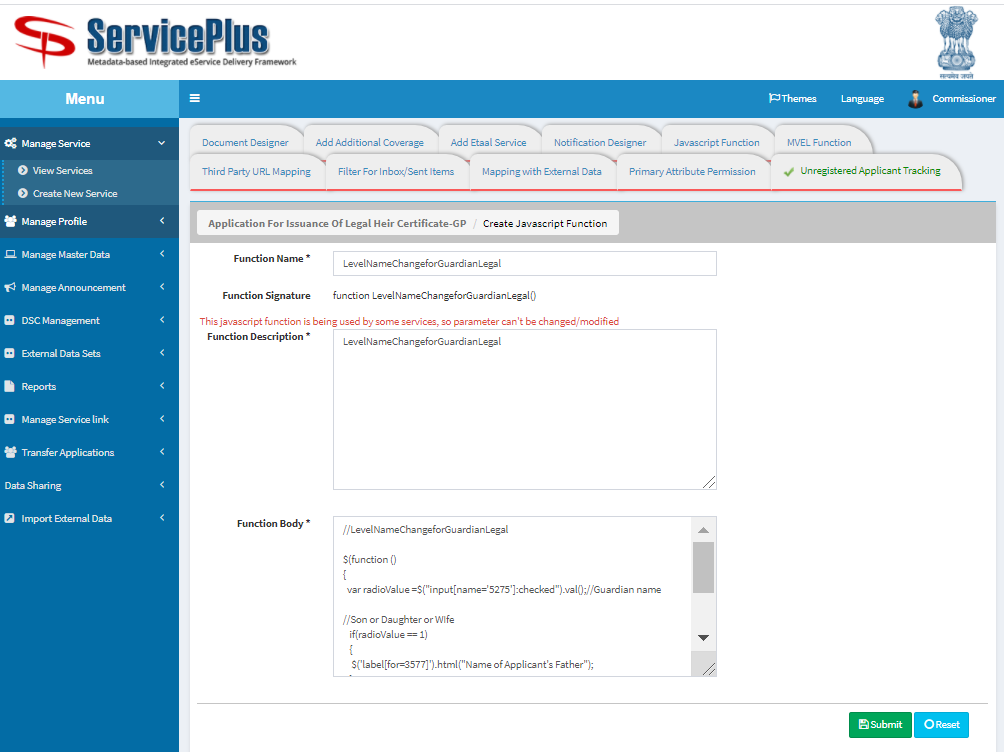 ServicePlus
Metadata-based Integrated eService Delivery Framework
सत्यमेव जयते
Menu
Themes
Language
Commissioner
Manage Service
View Services
Create New Service
Manage Profile
Manage Master Data
Manage Announcement
DSC Management
External Data Sets
Reports
Manage Service link
Transfer Applications
Data Sharing
Import External Data
Document Designer
Add Additional Coverage
Add Etaal Service
Notification Designer
Javascript Function
MVEL Function
Third Party URL Mapping
Filter For Inbox/Sent Items
Mapping with External Data
Primary Attribute Permission
Unregistered Applicant Tracking
Application For Issuance Of Legal Heir Certificate-GP / Create Javascript Function
Function Name *
LevelNameChangeforGuardianLegal
Function Signature
function LevelNameChangeforGuardianLegal()
This javascript function is being used by some services, so parameter can't be changed/modified
Function Description *
LevelNameChangeforGuardianLegal
Function Body *
//LevelNameChangeforGuardianLegal
$(function ()
{
var radioValue =$("input[name='5275']:checked").val();//Guardian name
//Son or Daughter or Wife
if(radioValue == 1)
{
$('label[for=3577]').html("Name of Applicant's Father");
Submit
Reset